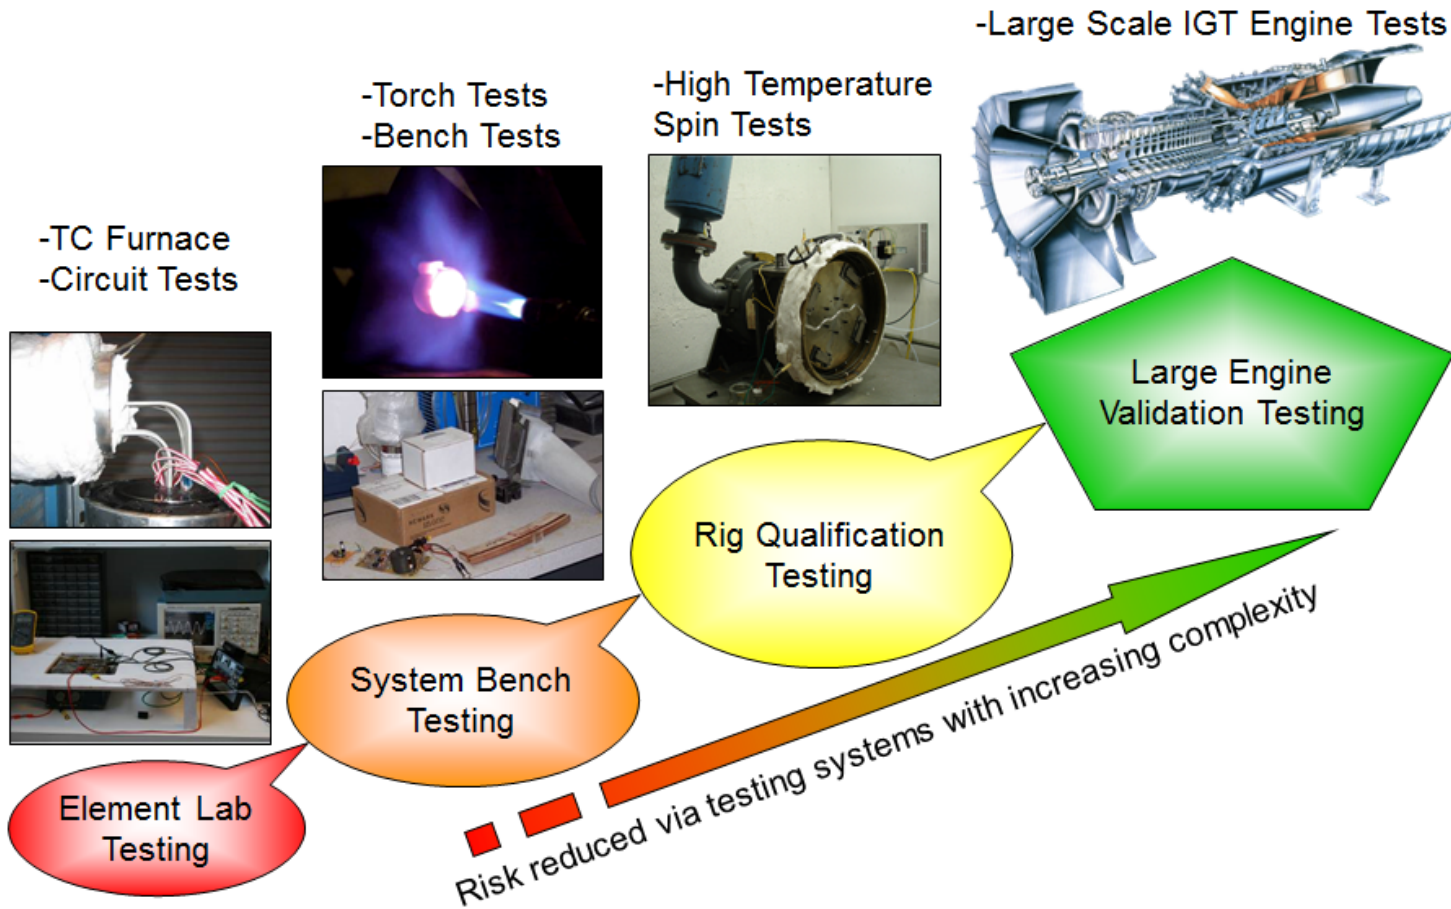 -Large Scale IGT Engine Tests
-Torch Tests
-Bench Tests
-High Temperature
Spin Tests
-TC Furnace
-Circuit Tests
Large Engine
Validation Testing
Rig Qualification
Testing
System Bench
Testing
Element Lab
Testing
Risk reduced via testing systems with increasing complexity